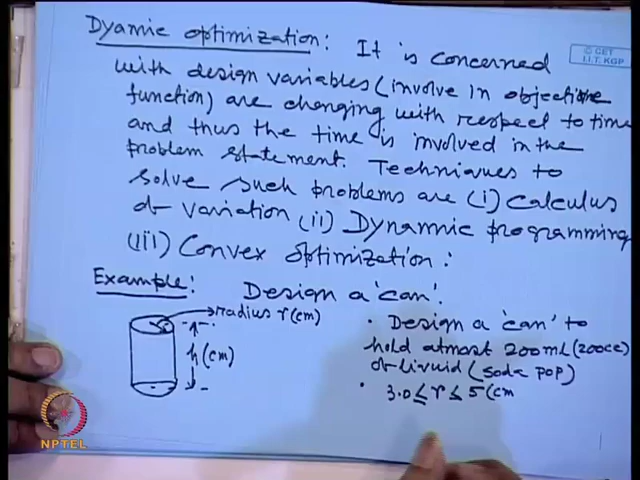 Dyamic optimization: It is concerned
© CET
I.I.T. KGP
with design variables (involve in objective
function) are changing with respect to time
and thus the time is involved in the
problem statement. Techniques to
solve such problems are (i) Calculus
of variation (ii) Dynamic programming
(iii) Convex optimization:
Example: Design a 'can'.
radius r(cm)
h(cm)
• Design a 'can' to
hold atmost 200ml (200cc)
of liquid (soda pop)
• 3.0 ≤ r ≤ 5 (cm
NPTEL